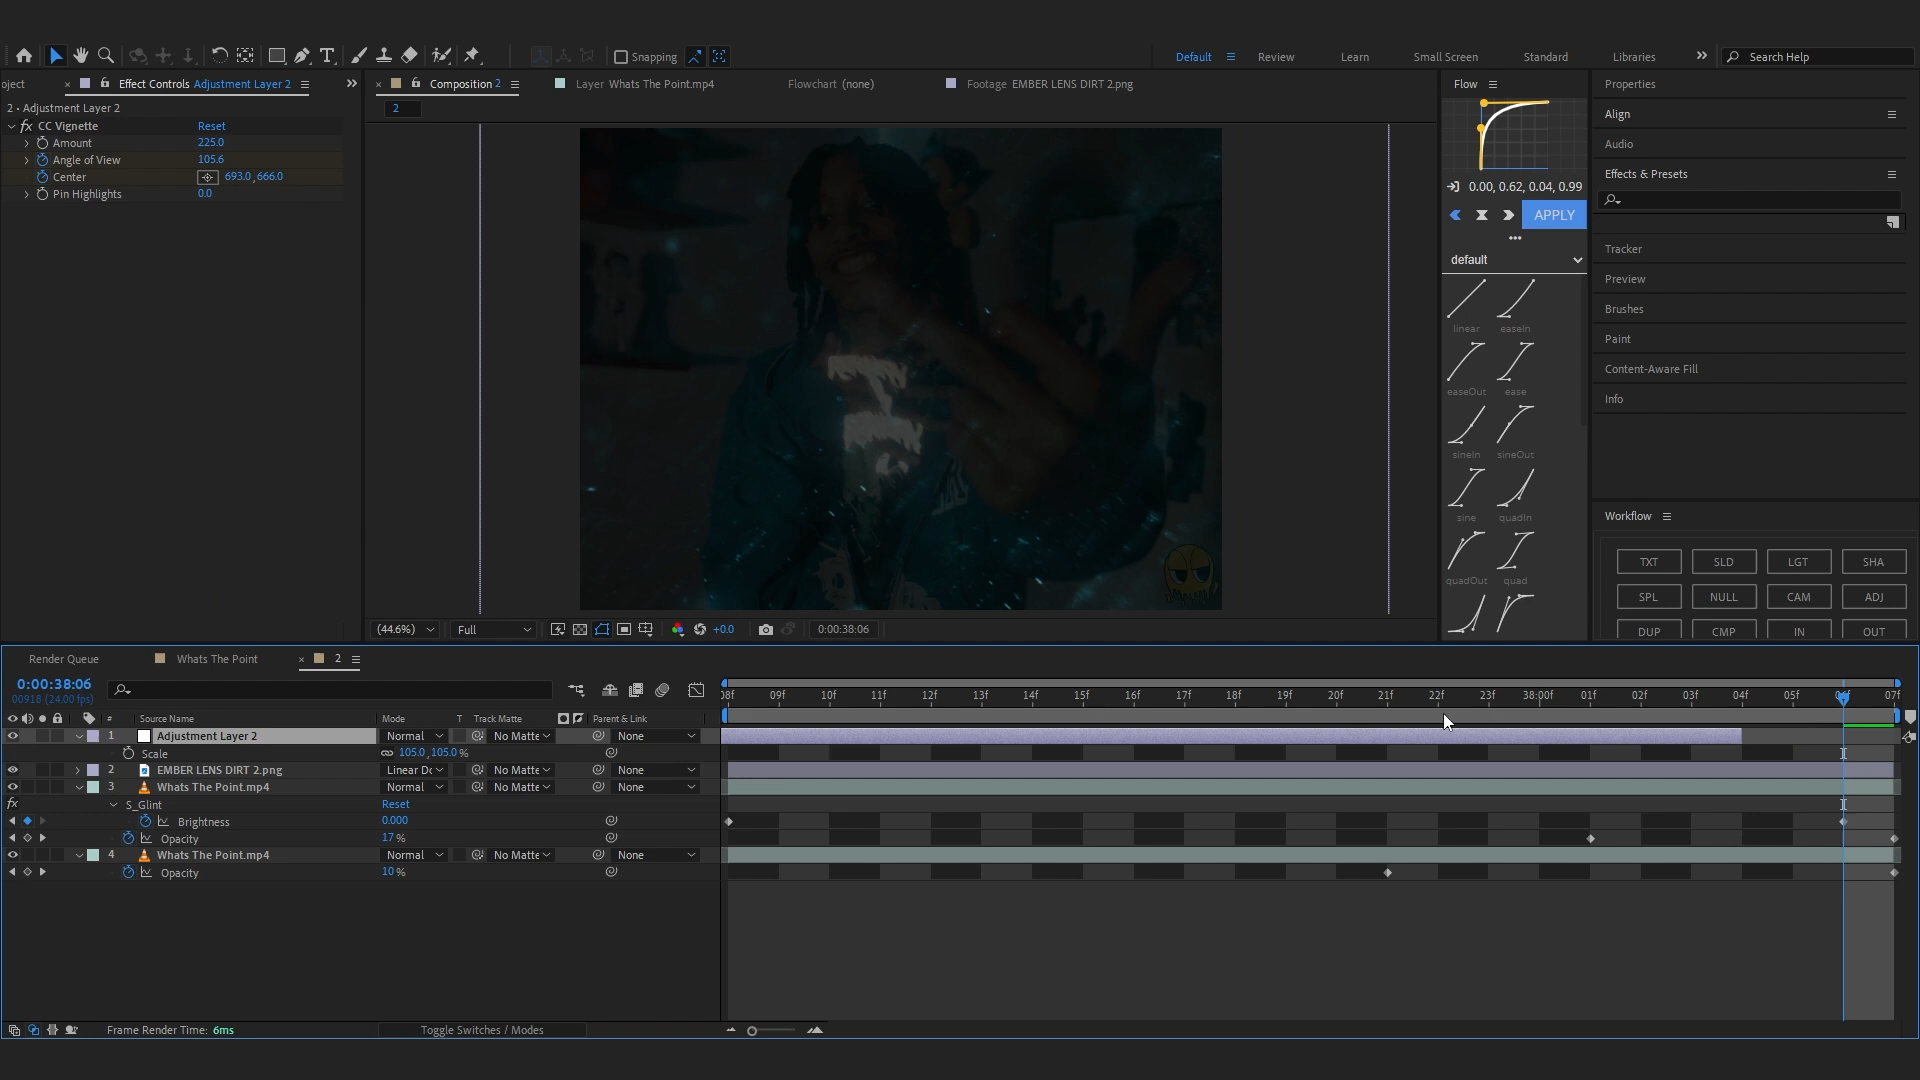 Snapping
Default
Review
Learn
Small Screen
Standard
Libraries
Search Help
oject
Effect Controls Adjustment Layer 2
Composition 2
Layer Whats The Point.mp4
Flowchart (none)
Footage EMBER LENS DIRT 2.png
Flow
Properties
2 • Adjustment Layer 2
2
fx CC Vignette Reset
Amount 225.0
Angle of View 105.6
Center 693.0,666.0
Pin Highlights 0.0
0.00, 0.62, 0.04, 0.99
APPLY
default
linear easeIn
easeOut ease
sineIn sineOut
sine quadIn
quadOut quad
Align
Audio
Effects & Presets
Tracker
Preview
Brushes
Paint
Content-Aware Fill
Info
Workflow
TXT SLD LGT SHA
SPL NULL CAM ADJ
DUP CMP IN OUT
(44.6%) Full +0.0 0:00:38:06
Render Queue
Whats The Point
2
0:00:38:06
00918 (24.00 fps)
08f 09f 10f 11f 12f 13f 14f 15f 16f 17f 18f 19f 20f 21f 22f 23f 38:00f 01f 02f 03f 04f 05f 06f 07f
# Source Name Mode T Track Matte Parent & Link
1 Adjustment Layer 2 Normal No Matte None
Scale 105.0,105.0%
2 EMBER LENS DIRT 2.png Linear Dc No Matte None
3 Whats The Point.mp4 Normal No Matte None
fx S_Glint Reset
Brightness 0.000
Opacity 17 %
4 Whats The Point.mp4 Normal No Matte None
Opacity 10 %
Frame Render Time: 6ms
Toggle Switches / Modes